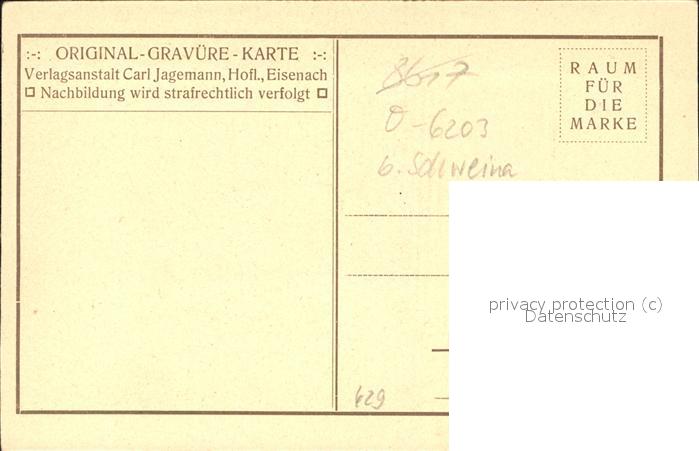 :-: ORIGINAL-GRAVÜRE-KARTE :-:
Verlagsanstalt Carl Jagemann, Hofl., Eisenach
Nachbildung wird strafrechtlich verfolgt
8617
O-6203
b. Schweina
RAUM
FÜR
DIE
MARKE
629
privacy protection (c)
Datenschutz